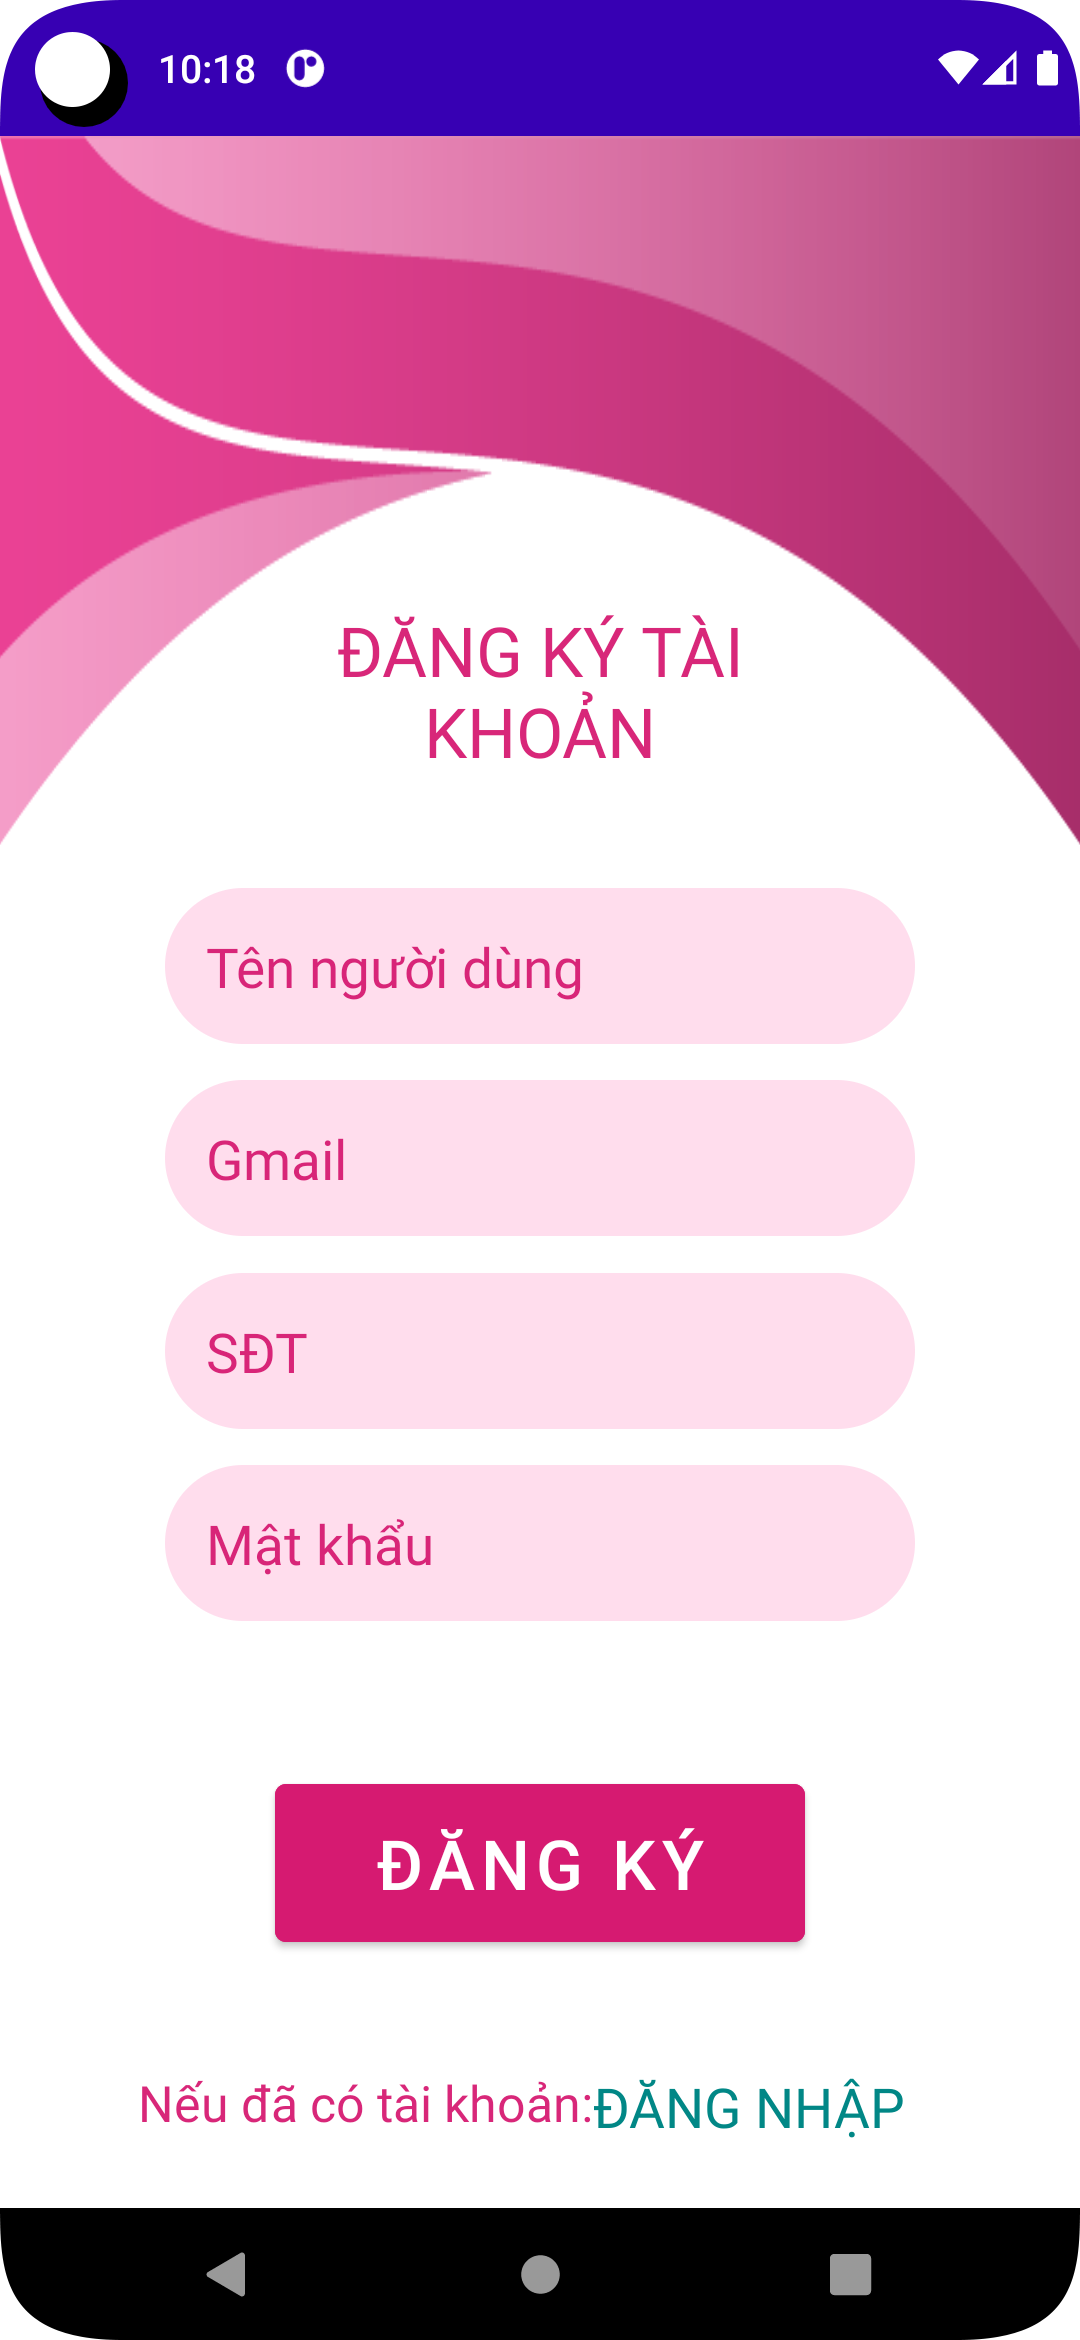 10:18
ĐĂNG KÝ TÀI
KHOẢN
Tên người dùng
Gmail
SĐT
Mật khẩu
ĐĂNG KÝ
Nếu đã có tài khoản:ĐĂNG NHẬP